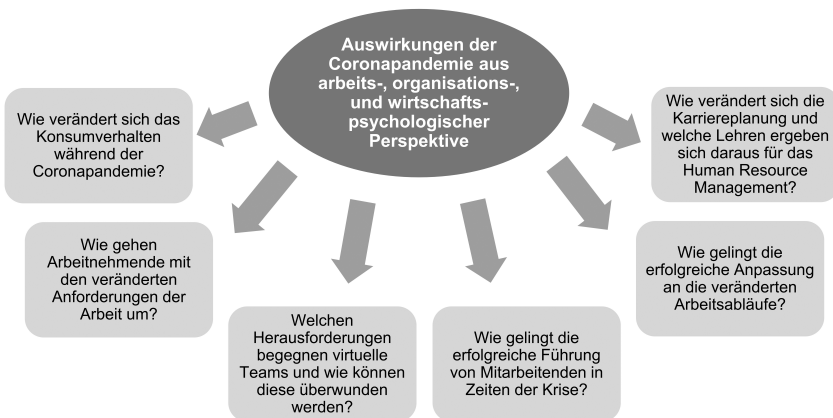 Auswirkungen der
Coronapandemie aus
arbeits-, organisations-,
und wirtschafts-
psychologischer
Perspektive
Wie verändert sich das
Konsumverhalten
während der
Coronapandemie?
Wie gehen
Arbeitnehmende mit
den veränderten
Anforderungen der
Arbeit um?
Welchen
Herausforderungen
begegnen virtuelle
Teams und wie können
diese überwunden
werden?
Wie gelingt die
erfolgreiche Führung
von Mitarbeitenden in
Zeiten der Krise?
Wie gelingt die
erfolgreiche Anpassung
an die veränderten
Arbeitsabläufe?
Wie verändert sich die
Karriereplanung und
welche Lehren ergeben
sich daraus für das
Human Resource
Management?